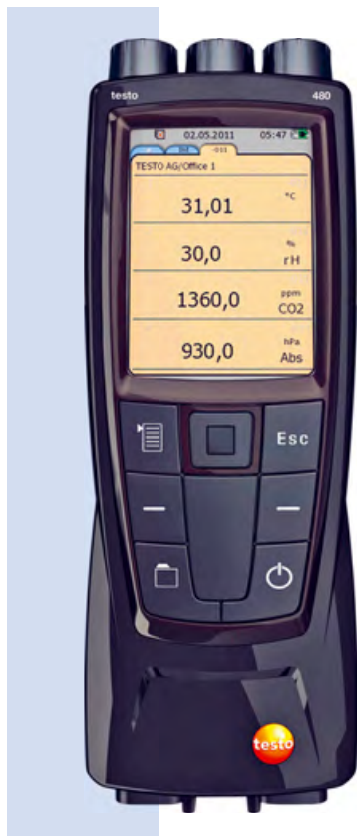 testo 480
02.05.2011 05:47
-011
TESTO AG/Office 1
31,01 °C
30,0 % rH
1360,0 ppm CO2
930,0 hPa Abs
Esc
testo